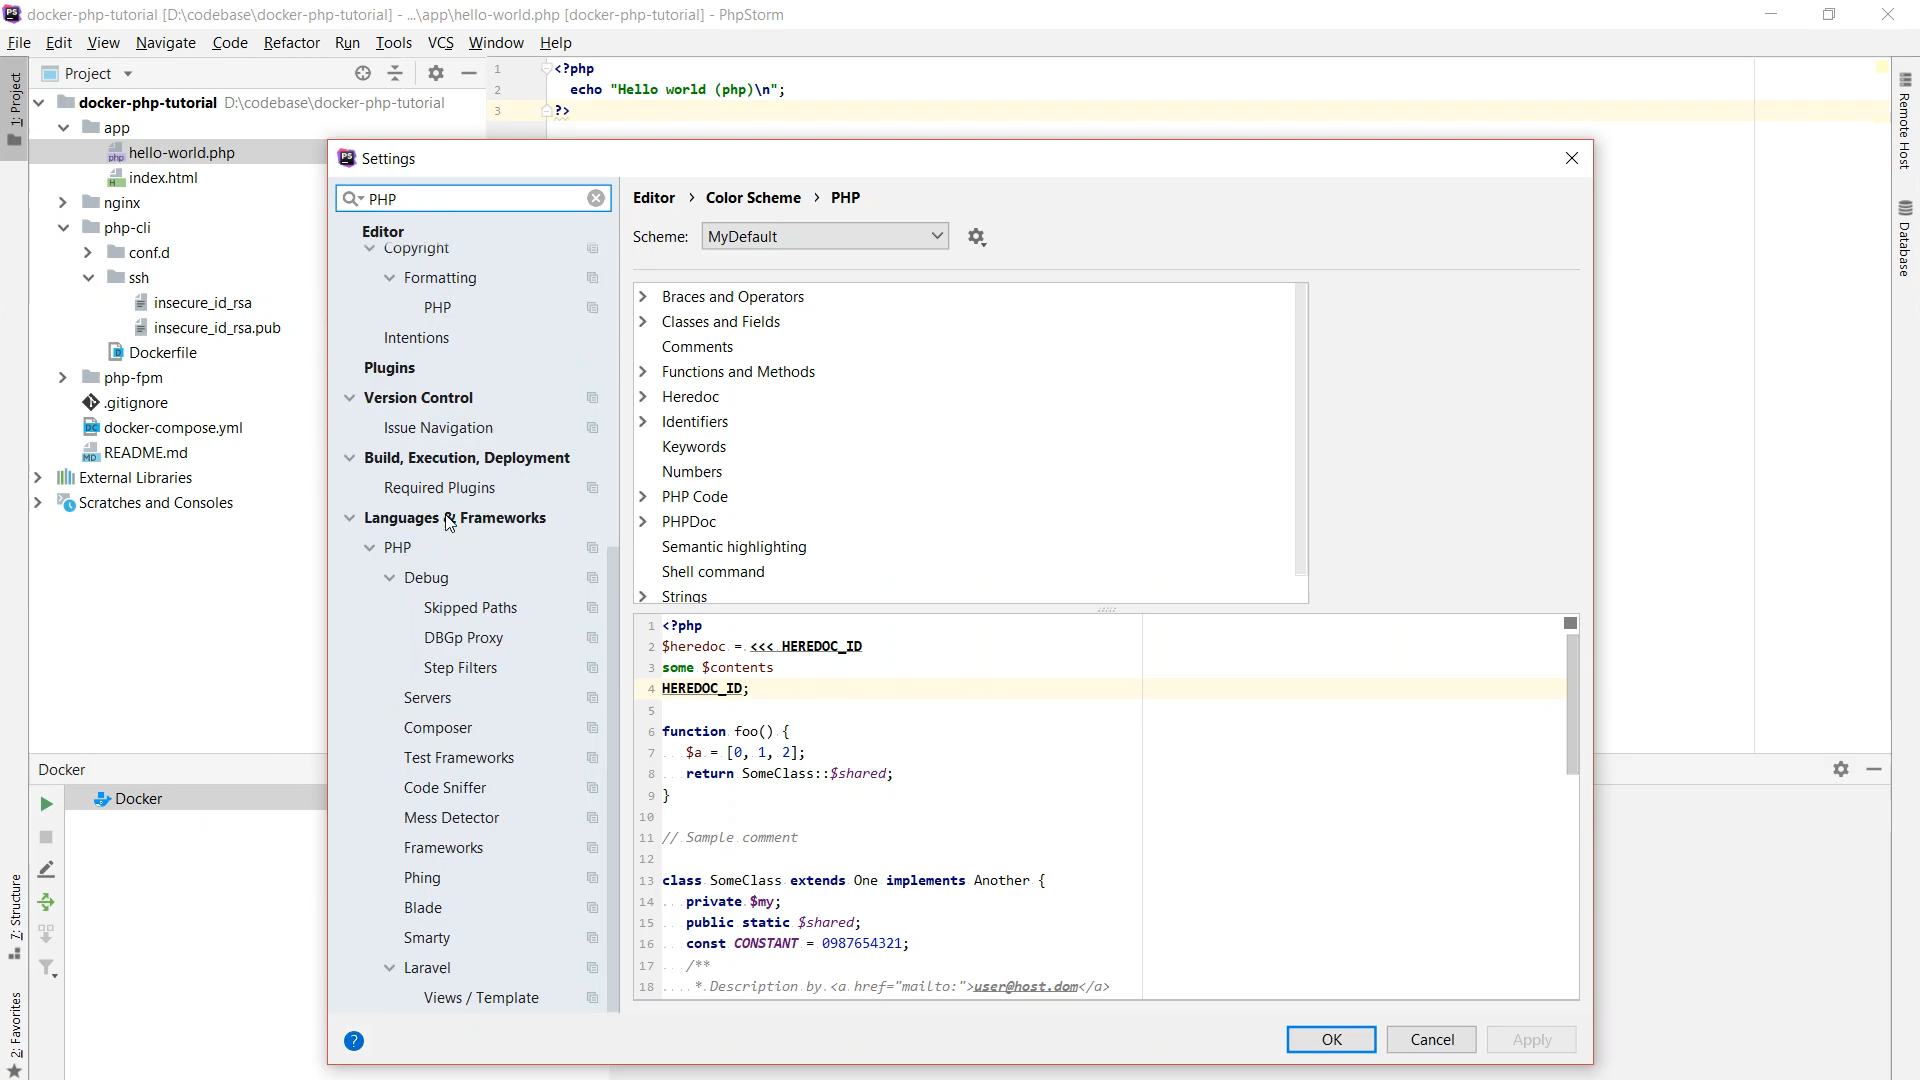 docker-php-tutorial [D:\codebase\docker-php-tutorial] - ...\app\hello-world.php [docker-php-tutorial] - PhpStorm
File Edit View Navigate Code Refactor Run Tools VCS Window Help
1: Project
7: Structure
2: Favorites
Project
docker-php-tutorial D:\codebase\docker-php-tutorial
app
hello-world.php
index.html
nginx
php-cli
conf.d
ssh
insecure_id_rsa
insecure_id_rsa.pub
Dockerfile
php-fpm
.gitignore
docker-compose.yml
README.md
External Libraries
Scratches and Consoles
1 <?php
2 echo "Hello world (php)\n";
3 ?>
Remote Host
Database
Settings
PHP
Editor
Copyright
Formatting
PHP
Intentions
Plugins
Version Control
Issue Navigation
Build, Execution, Deployment
Required Plugins
Languages & Frameworks
PHP
Debug
Skipped Paths
DBGp Proxy
Step Filters
Servers
Composer
Test Frameworks
Code Sniffer
Mess Detector
Frameworks
Phing
Blade
Smarty
Laravel
Views / Template
Editor › Color Scheme › PHP
Scheme: MyDefault
Braces and Operators
Classes and Fields
Comments
Functions and Methods
Heredoc
Identifiers
Keywords
Numbers
PHP Code
PHPDoc
Semantic highlighting
Shell command
Strings
1 <?php
2 $heredoc = <<< HEREDOC_ID
3 some $contents
4 HEREDOC_ID;
5
6 function foo() {
7 $a = [0, 1, 2];
8 return SomeClass::$shared;
9 }
10
11 // Sample comment
12
13 class SomeClass extends One implements Another {
14 private $my;
15 public static $shared;
16 const CONSTANT = 0987654321;
17 /**
18 * Description by <a href="mailto:">user@host.dom</a>
OK Cancel Apply
Docker
Docker